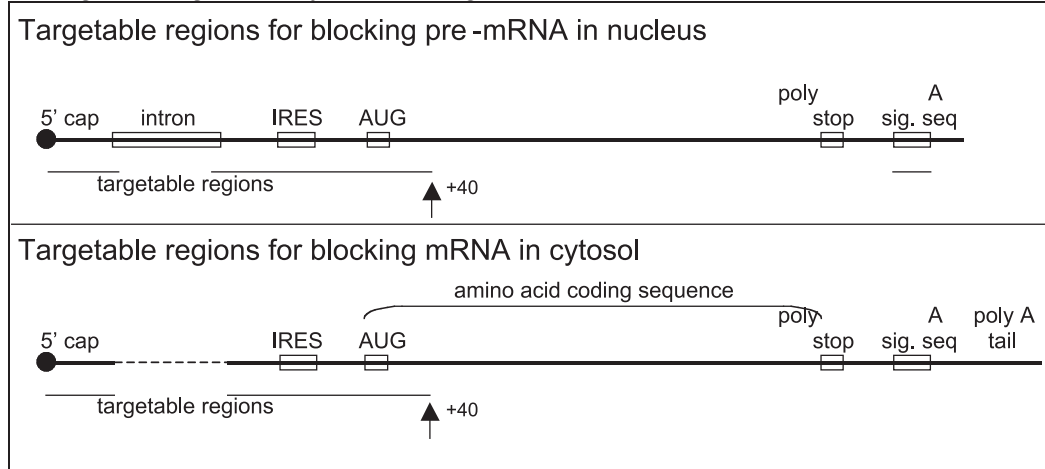 Targetable regions for blocking pre-mRNA in nucleus
poly A
5' cap intron IRES AUG stop sig. seq
targetable regions +40
Targetable regions for blocking mRNA in cytosol
amino acid coding sequence
poly A poly A
5' cap IRES AUG stop sig. seq tail
targetable regions +40